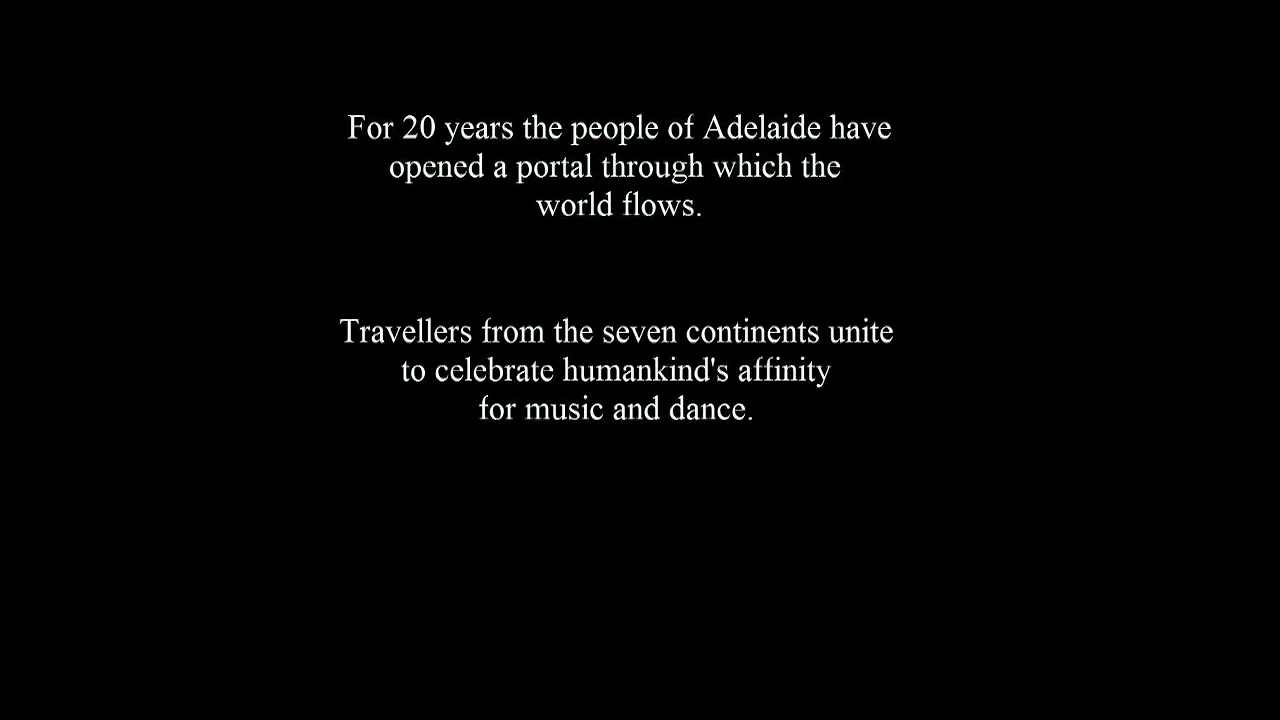 For 20 years the people of Adelaide have
opened a portal through which the
world flows.
Travellers from the seven continents unite
to celebrate humankind's affinity
for music and dance.